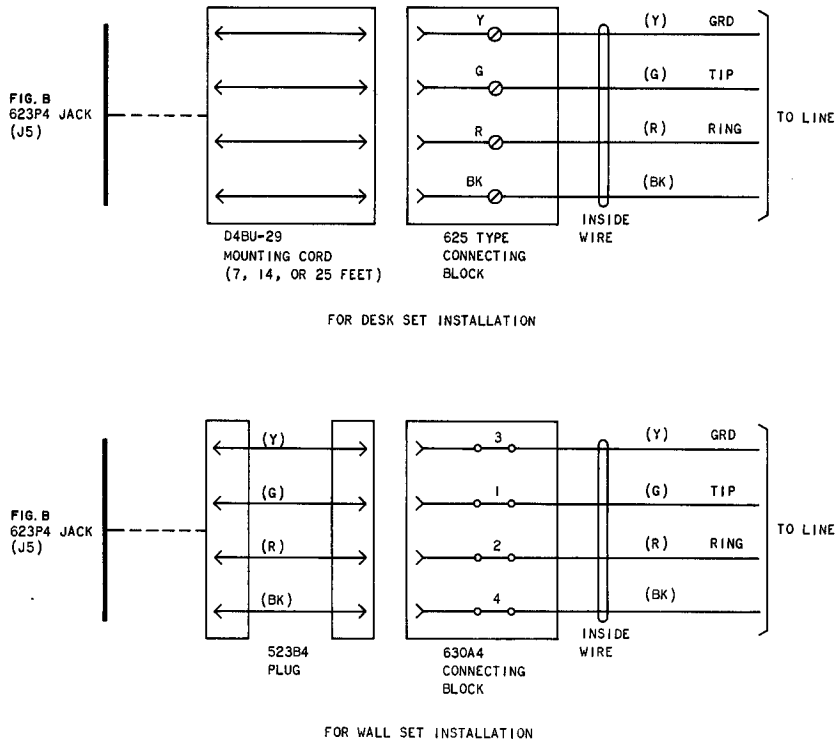 Y (Y) GRD
G (G) TIP
FIG. B
623P4 JACK
(J5)
TO LINE
R (R) RING
BK (BK)
INSIDE
WIRE
D4BU-29
MOUNTING CORD
(7, 14, OR 25 FEET)
625 TYPE
CONNECTING
BLOCK
FOR DESK SET INSTALLATION
(Y) 3 (Y) GRD
(G) 1 (G) TIP
FIG. B
623P4 JACK
(J5)
TO LINE
(R) 2 (R) RING
(BK) 4 (BK)
INSIDE
WIRE
523B4
PLUG
630A4
CONNECTING
BLOCK
FOR WALL SET INSTALLATION